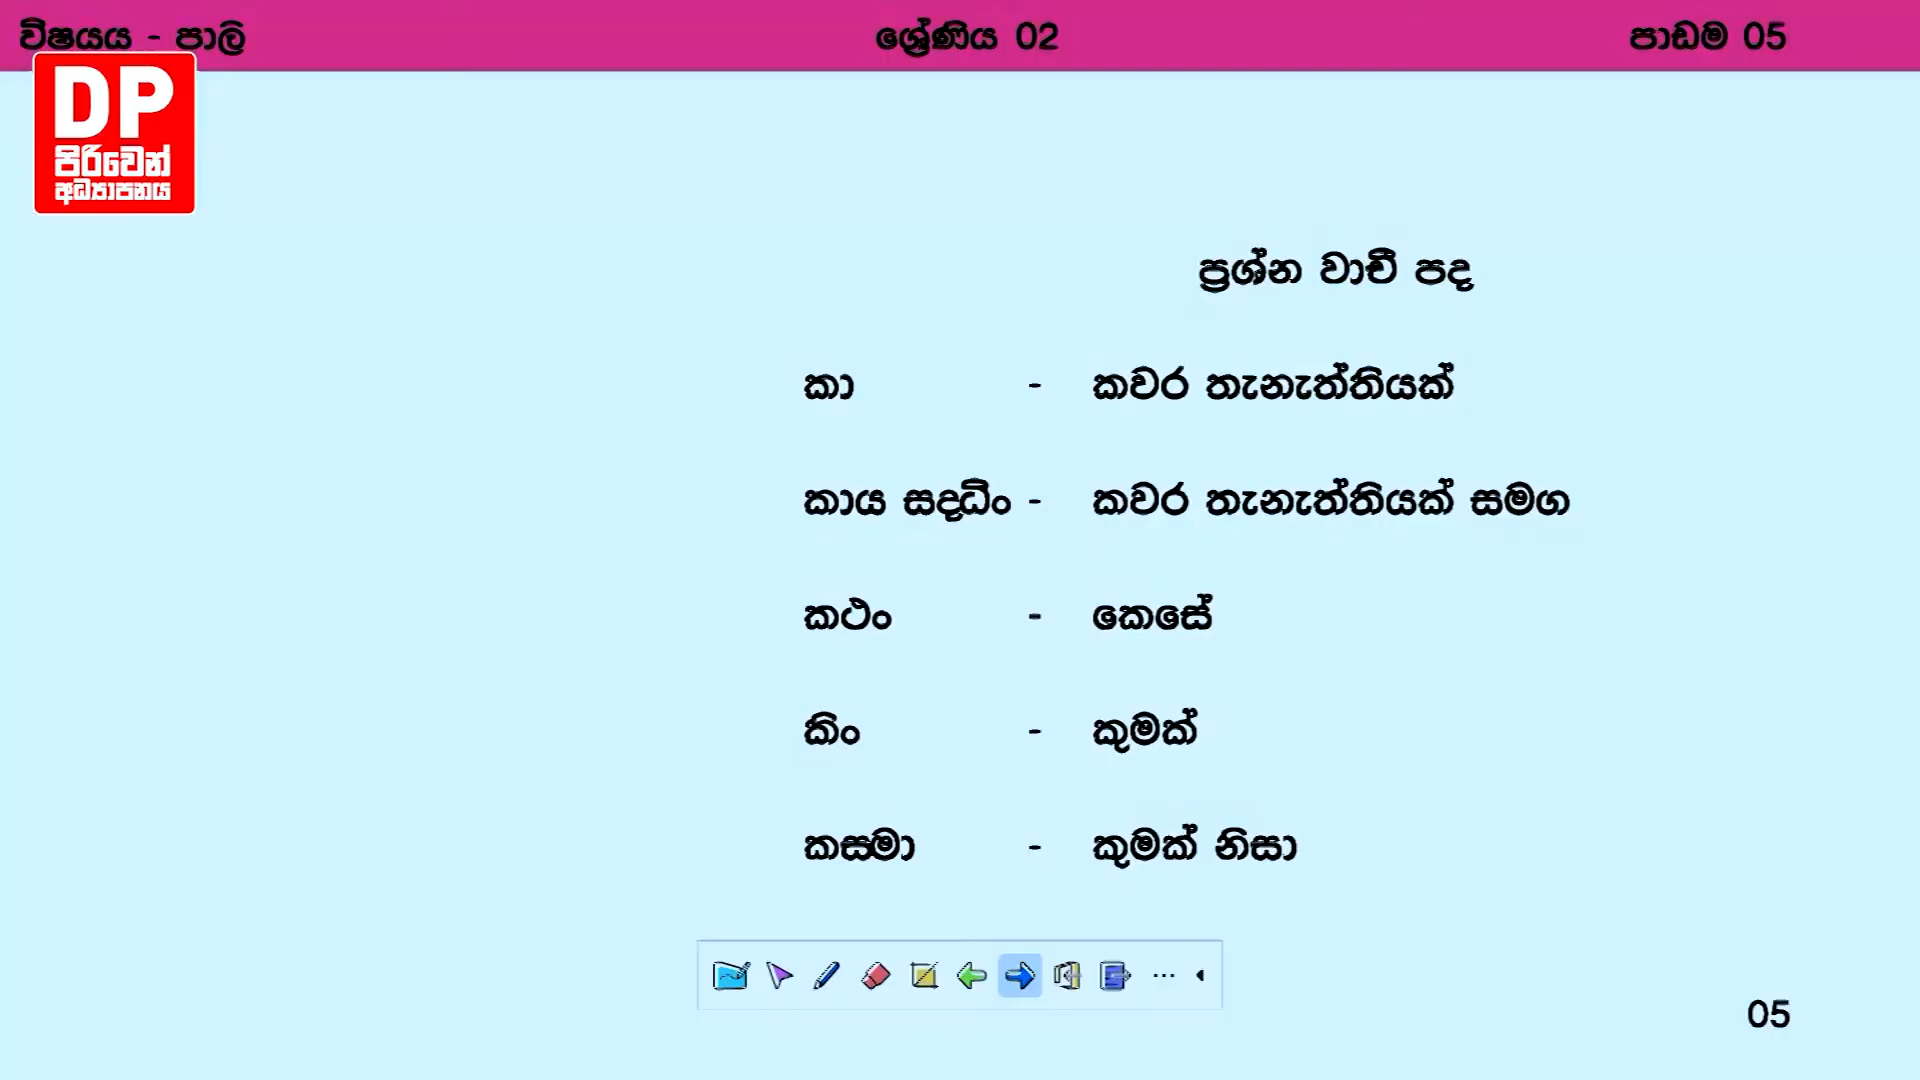 විෂයය - පාලි ශ්‍රේණිය 02 පාඩම 05
DP
පිරිවෙන්
අධ්‍යාපනය
ප්‍රශ්න වාචී පද
කා - කවර තැනැත්තියක්
කාය සද්ධිං - කවර තැනැත්තියක් සමග
කථං - කෙසේ
කිං - කුමක්
කස්මා - කුමක් නිසා
05